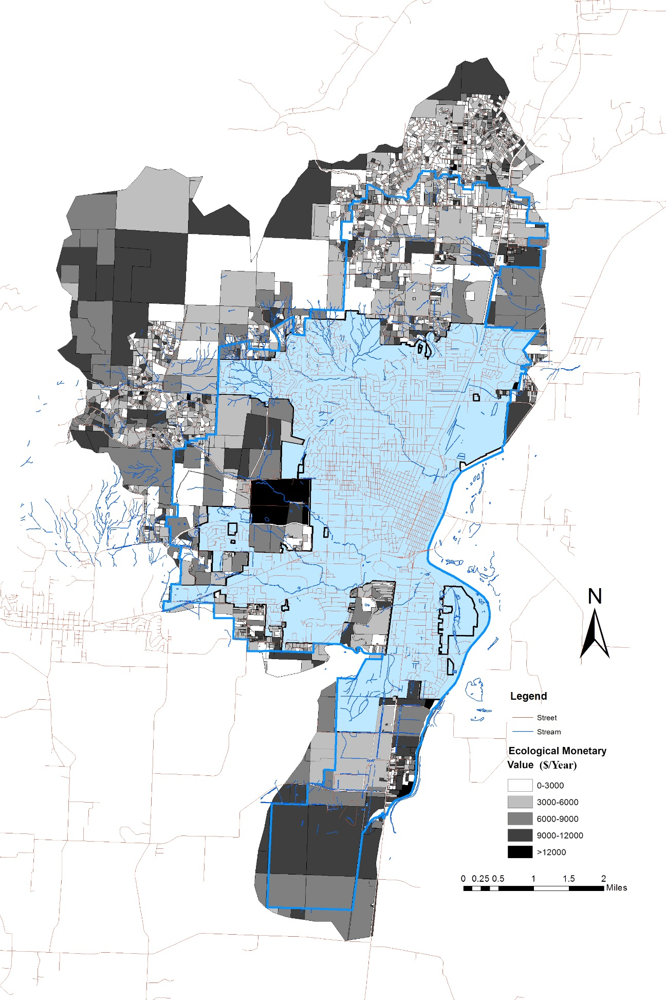 N
Legend
Street
Stream
Ecological Monetary
Value ($/Year)
0-3000
3000-6000
6000-9000
9000-12000
>12000
0 0.25 0.5 1 1.5 2
Miles